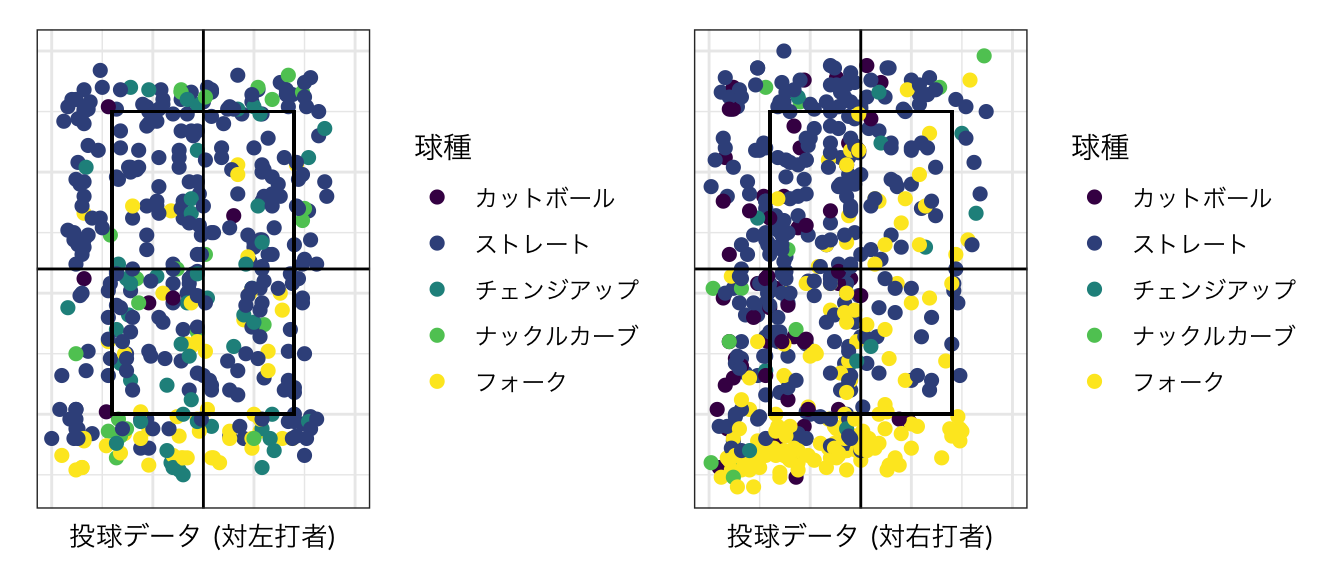 球種
カットボール
ストレート
チェンジアップ
ナックルカーブ
フォーク
投球データ (対左打者)
球種
カットボール
ストレート
チェンジアップ
ナックルカーブ
フォーク
投球データ (対右打者)